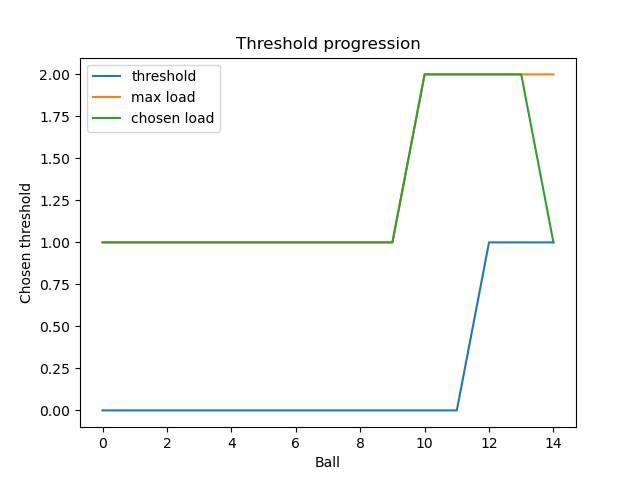 Threshold progression
threshold
max load
chosen load
Chosen threshold
2.00
1.75
1.50
1.25
1.00
0.75
0.50
0.25
0.00
0 2 4 6 8 10 12 14
Ball